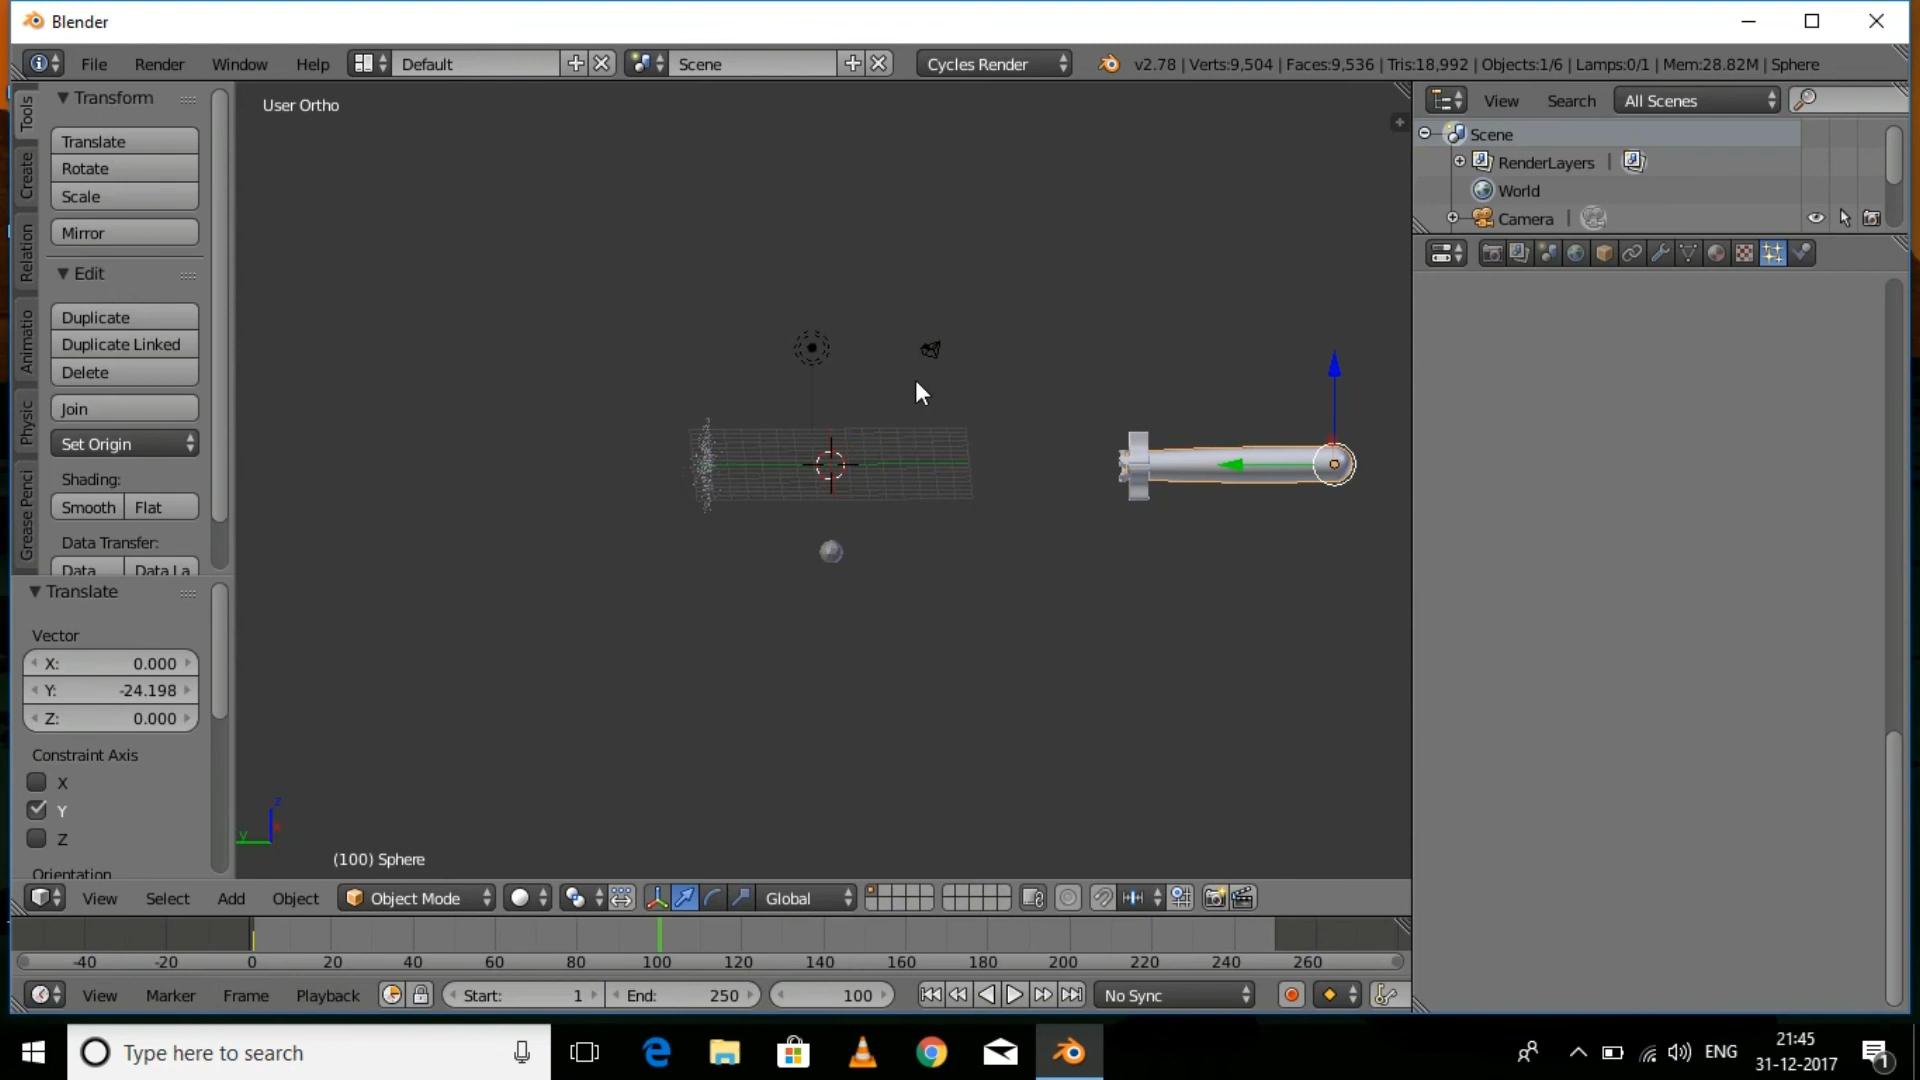 Blender
File Render Window Help Default Scene Cycles Render v2.78 | Verts:9,504 | Faces:9,536 | Tris:18,992 | Objects:1/6 | Lamps:0/1 | Mem:28.82M | Sphere
Tools
Create
Relation
Animatio
Physic
Grease Penci
Transform
Translate
Rotate
Scale
Mirror
Edit
Duplicate
Duplicate Linked
Delete
Join
Set Origin
Shading:
Smooth Flat
Data Transfer:
Data Data La
Translate
Vector
X: 0.000
Y: -24.198
Z: 0.000
Constraint Axis
X
Y
Z
Orientation
User Ortho
z
y
(100) Sphere
View Search All Scenes
Scene
RenderLayers
World
Camera
View Select Add Object Object Mode Global
-40 -20 0 20 40 60 80 100 120 140 160 180 200 220 240 260
View Marker Frame Playback Start: 1 End: 250 100 No Sync
Type here to search
ENG
21:45
31-12-2017
1